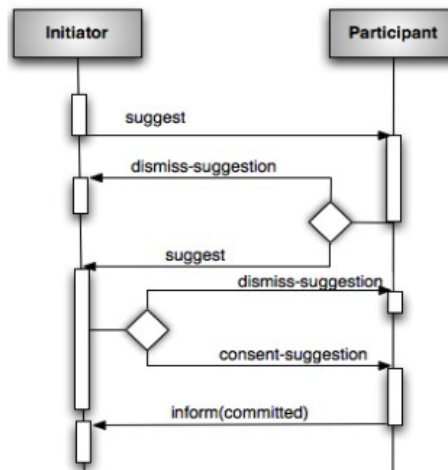 Initiator
Participant
suggest
dismiss-suggestion
suggest
dismiss-suggestion
consent-suggestion
inform(committed)